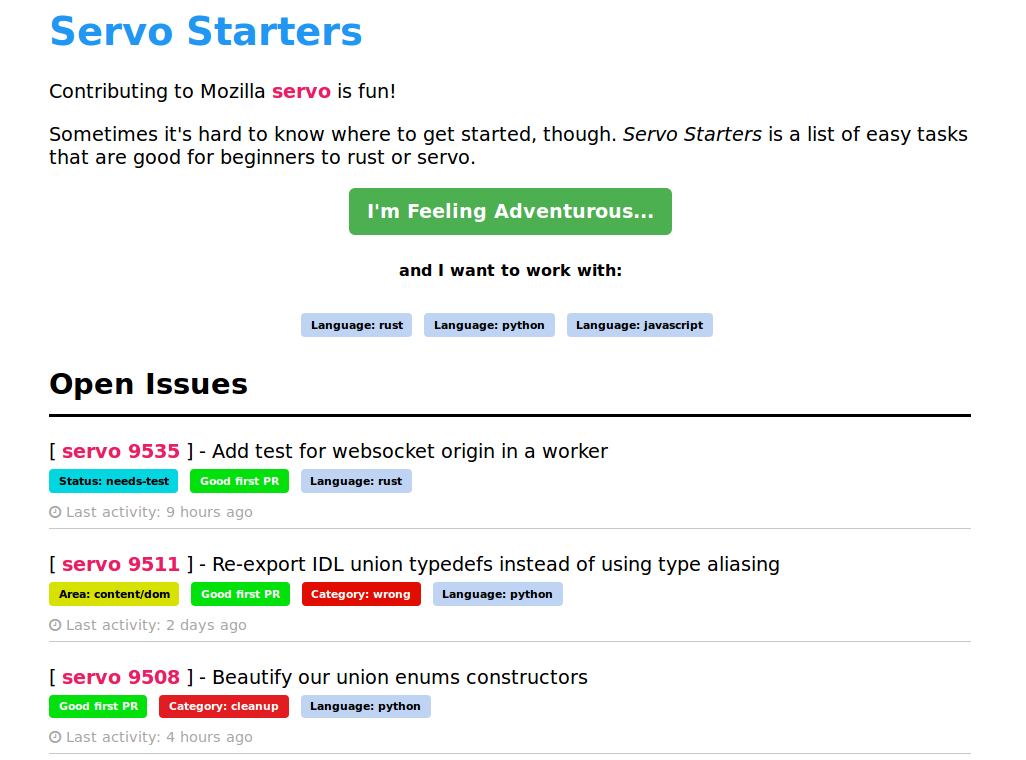 Servo Starters
Contributing to Mozilla servo is fun!
Sometimes it's hard to know where to get started, though. Servo Starters is a list of easy tasks
that are good for beginners to rust or servo.
I'm Feeling Adventurous...
and I want to work with:
Language: rust Language: python Language: javascript
Open Issues
[ servo 9535 ] - Add test for websocket origin in a worker
Status: needs-test Good first PR Language: rust
Last activity: 9 hours ago
[ servo 9511 ] - Re-export IDL union typedefs instead of using type aliasing
Area: content/dom Good first PR Category: wrong Language: python
Last activity: 2 days ago
[ servo 9508 ] - Beautify our union enums constructors
Good first PR Category: cleanup Language: python
Last activity: 4 hours ago